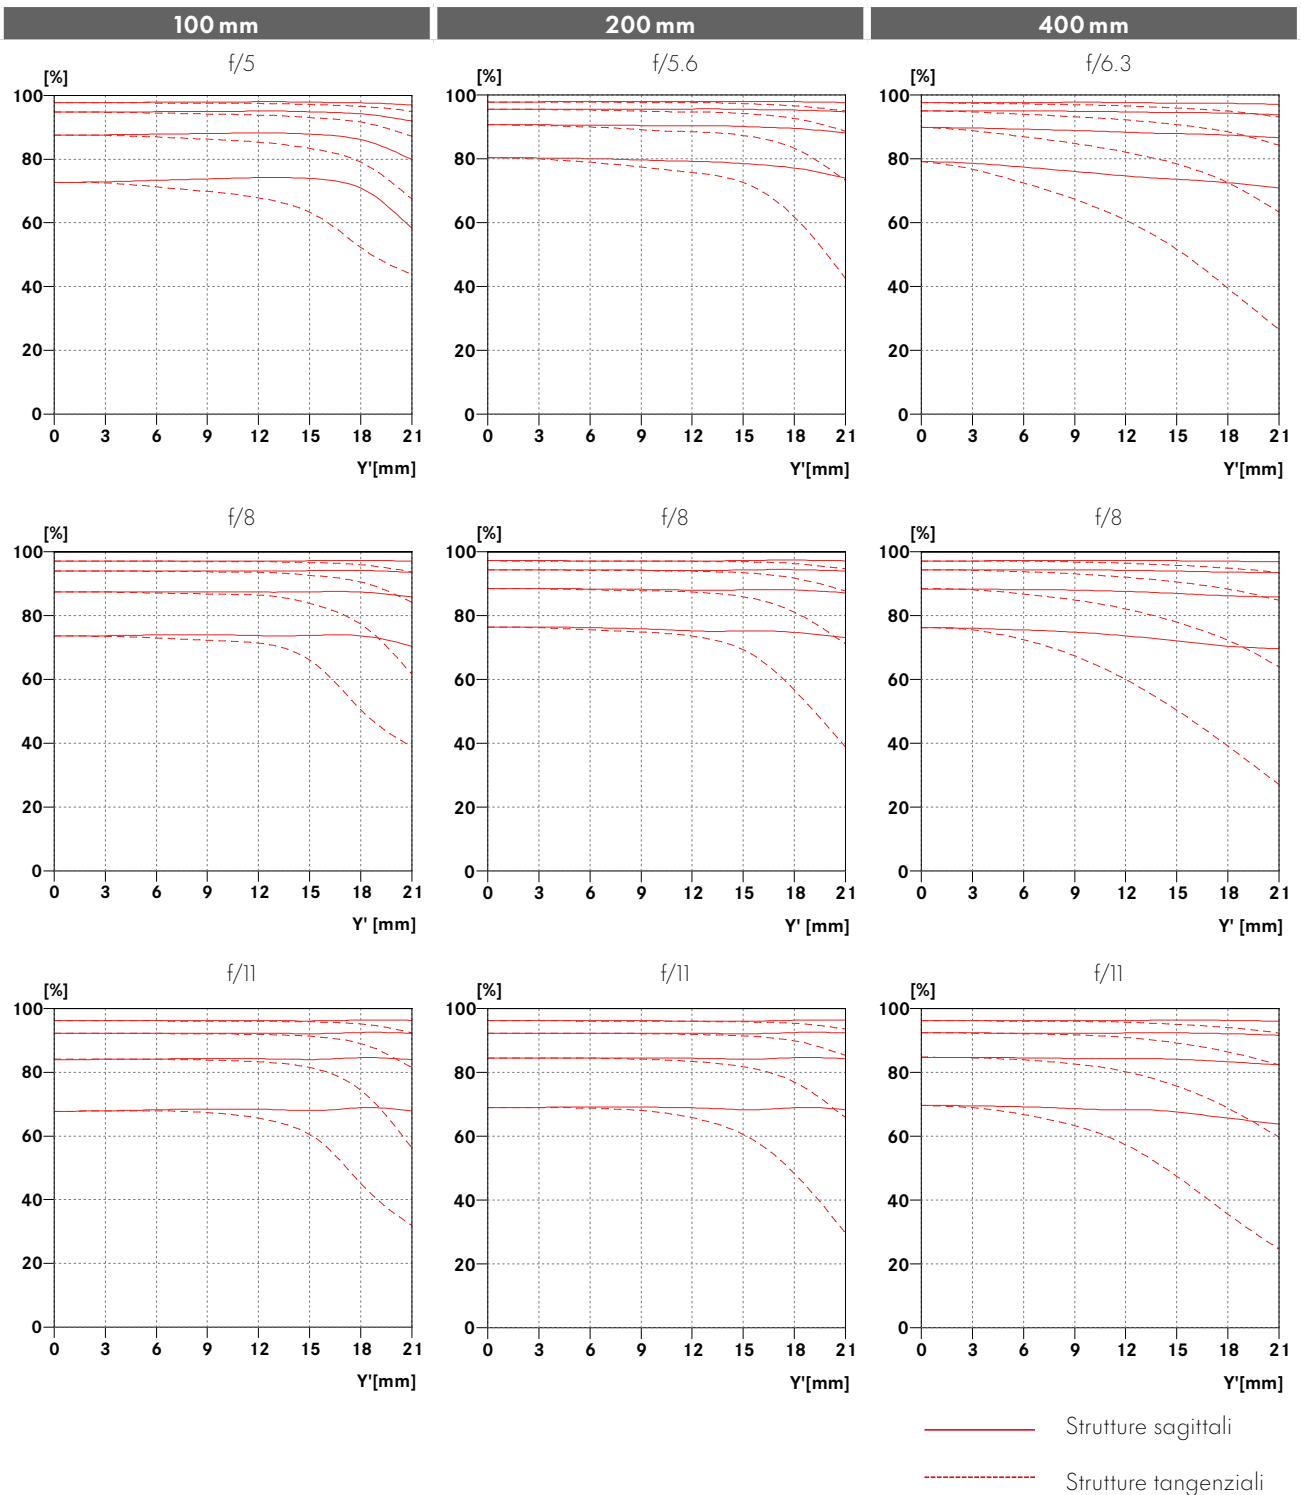 100 mm 200 mm 400 mm
f/5 f/5.6 f/6.3
[%] [%] [%]
100 100 100
80 80 80
60 60 60
40 40 40
20 20 20
0 0 0
0 3 6 9 12 15 18 21 0 3 6 9 12 15 18 21 0 3 6 9 12 15 18 21
Y'[mm] Y'[mm] Y'[mm]
f/8 f/8 f/8
[%] [%] [%]
100 100 100
80 80 80
60 60 60
40 40 40
20 20 20
0 0 0
0 3 6 9 12 15 18 21 0 3 6 9 12 15 18 21 0 3 6 9 12 15 18 21
Y' [mm] Y' [mm] Y' [mm]
f/11 f/11 f/11
[%] [%] [%]
100 100 100
80 80 80
60 60 60
40 40 40
20 20 20
0 0 0
0 3 6 9 12 15 18 21 0 3 6 9 12 15 18 21 0 3 6 9 12 15 18 21
Y'[mm] Y'[mm] Y'[mm]
Strutture sagittali
Strutture tangenziali